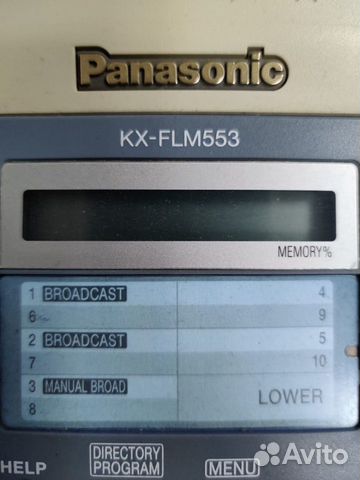 Panasonic
KX-FLM553
MEMORY%
1 BROADCAST 4
6 9
2 BROADCAST 5
7 10
3 MANUAL BROAD
8 LOWER
HELP DIRECTORY PROGRAM MENU
Avito